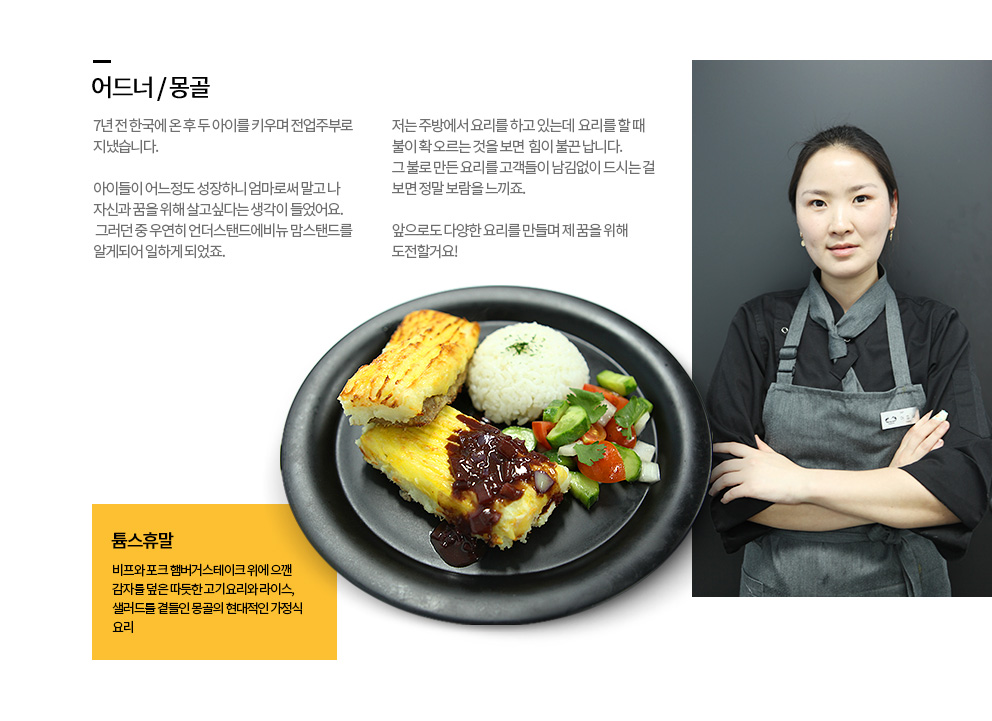 어드너 / 몽골
7년 전 한국에 온 후 두 아이를 키우며 전업주부로
지냈습니다.
아이들이 어느정도 성장하니 엄마로써 말고 나
자신과 꿈을 위해 살고싶다는 생각이 들었어요.
그러던 중 우연히 언더스탠드에비뉴 맘스탠드를
알게되어 일하게 되었죠.
저는 주방에서 요리를 하고 있는데 요리를 할 때
불이 확 오르는 것을 보면 힘이 불끈 납니다.
그 불로 만든 요리를 고객들이 남김없이 드시는 걸
보면 정말 보람을 느끼죠.
앞으로도 다양한 요리를 만들며 제 꿈을 위해
도전할거요!
튬스휴말
비프와 포크 햄버거스테이크 위에 으깬
감자를 덮은 따듯한 고기요리와 라이스,
샐러드를 곁들인 몽골의 현대적인 가정식
요리